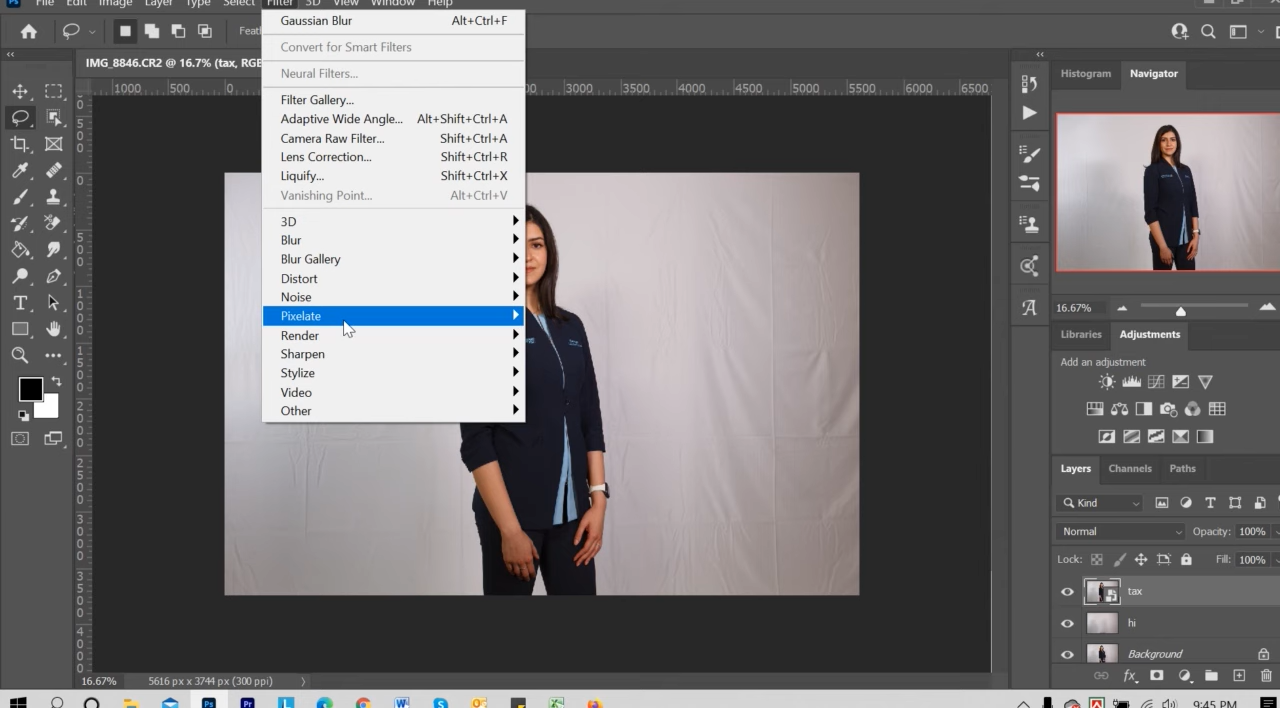 File Edit Image Layer Type Select Filter 3D View Window Help
Gaussian Blur Alt+Ctrl+F
Convert for Smart Filters
Neural Filters...
Filter Gallery...
Adaptive Wide Angle... Alt+Shift+Ctrl+A
Camera Raw Filter... Shift+Ctrl+A
Lens Correction... Shift+Ctrl+R
Liquify... Shift+Ctrl+X
Vanishing Point... Alt+Ctrl+V
3D
Blur
Blur Gallery
Distort
Noise
Pixelate
Render
Sharpen
Stylize
Video
Other
IMG_8846.CR2 @ 16.7% (tax, RGB
1000 500 0 3000 3500 4000 4500 5000 5500 6000 6500
16.67% 5616 px x 3744 px (300 ppi)
Histogram Navigator
16.67%
Libraries Adjustments
Add an adjustment
Layers Channels Paths
Kind
Normal Opacity: 100%
Lock: Fill: 100%
tax
hi
Background
fx
9:45 PM